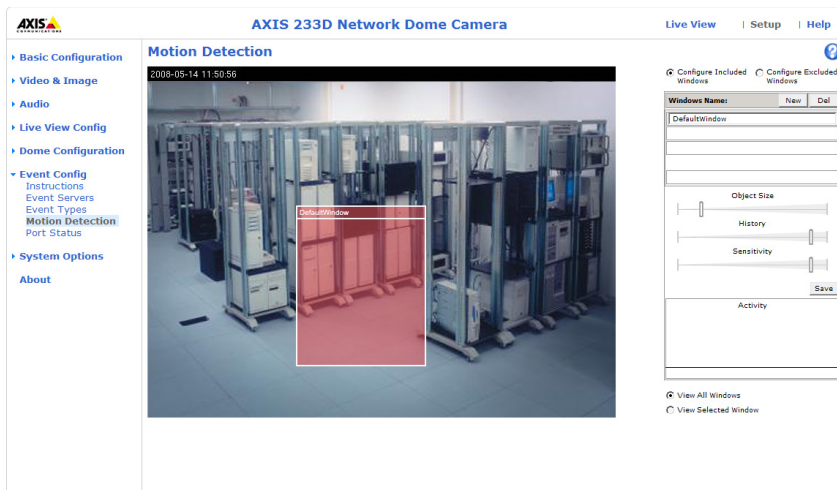 AXIS
COMMUNICATIONS
AXIS 233D Network Dome Camera
Live View | Setup | Help
Basic Configuration
Video & Image
Audio
Live View Config
Dome Configuration
Event Config
Instructions
Event Servers
Event Types
Motion Detection
Port Status
System Options
About
Motion Detection
2008-05-14 11:50:56
DefaultWindow
?
Configure Included Windows
Configure Excluded Windows
Windows Name:
New
Del
DefaultWindow
Object Size
History
Sensitivity
Save
Activity
View All Windows
View Selected Window